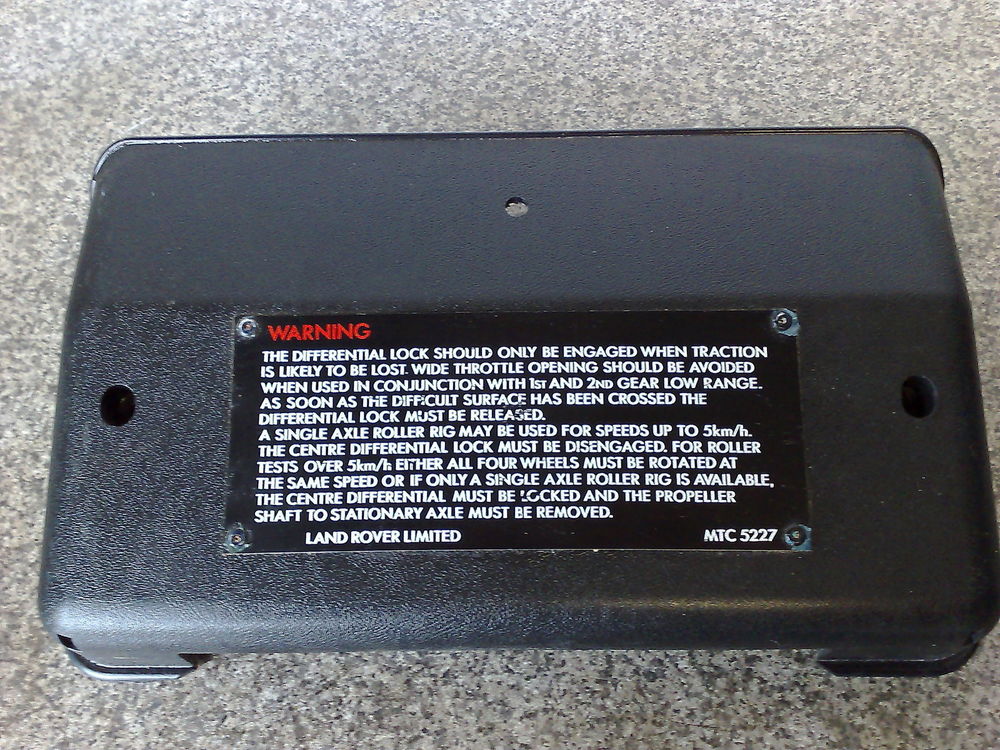 WARNING
THE DIFFERENTIAL LOCK SHOULD ONLY BE ENGAGED WHEN TRACTION
IS LIKELY TO BE LOST. WIDE THROTTLE OPENING SHOULD BE AVOIDED
WHEN USED IN CONJUNCTION WITH 1ST AND 2ND GEAR LOW RANGE.
AS SOON AS THE DIFFICULT SURFACE HAS BEEN CROSSED THE
DIFFERENTIAL LOCK MUST BE RELEASED.
A SINGLE AXLE ROLLER RIG MAY BE USED FOR SPEEDS UP TO 5km/h.
THE CENTRE DIFFERENTIAL LOCK MUST BE DISENGAGED. FOR ROLLER
TESTS OVER 5km/h EITHER ALL FOUR WHEELS MUST BE ROTATED AT
THE SAME SPEED OR IF ONLY A SINGLE AXLE ROLLER RIG IS AVAILABLE,
THE CENTRE DIFFERENTIAL MUST BE LOCKED AND THE PROPELLER
SHAFT TO STATIONARY AXLE MUST BE REMOVED.
LAND ROVER LIMITED MTC 5227